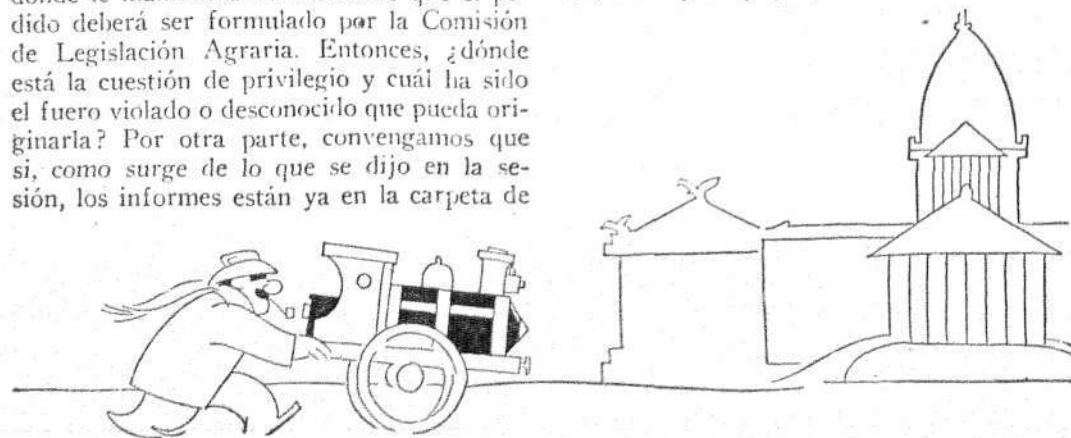 dido deberá ser formulado por la Comisión
de Legislación Agraria. Entonces, ¿dónde
está la cuestión de privilegio y cuál ha sido
el fuero violado o desconocido que pueda ori-
ginarla? Por otra parte, convengamos que
si, como surge de lo que se dijo en la se-
sión, los informes están ya en la carpeta de